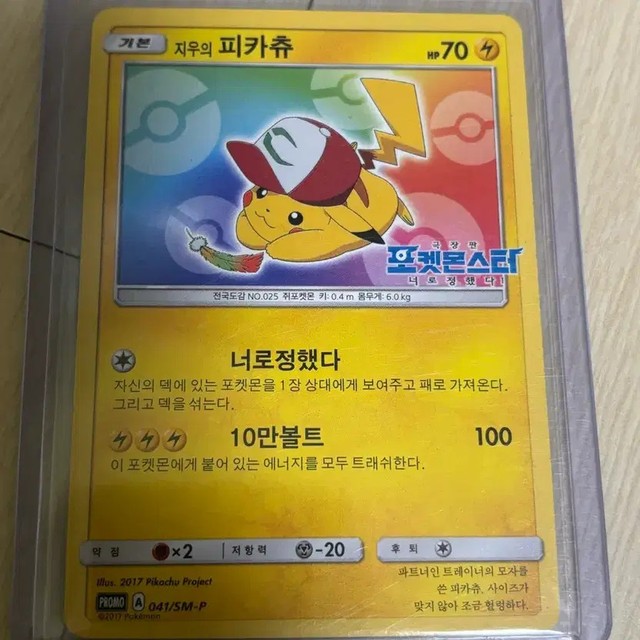 기본 지우의 피카츄 HP 70
극장판
포켓몬스터
너로 정했다!
전국도감 NO.025 쥐포켓몬 키: 0.4 m 몸무게: 6.0 kg
너로정했다
자신의 덱에 있는 포켓몬을 1장 상대에게 보여주고 패로 가져온다.
그리고 덱을 섞는다.
10만볼트 100
이 포켓몬에게 붙어 있는 에너지를 모두 트래쉬한다.
약점 ×2 저항력 -20 후퇴
Illus. 2017 Pikachu Project
파트너인 트레이너의 모자를
쓴 피카츄. 사이즈가
맞지 않아 조금 헐렁하다.
PROMO A 041/SM-P
©2017 Pokémon